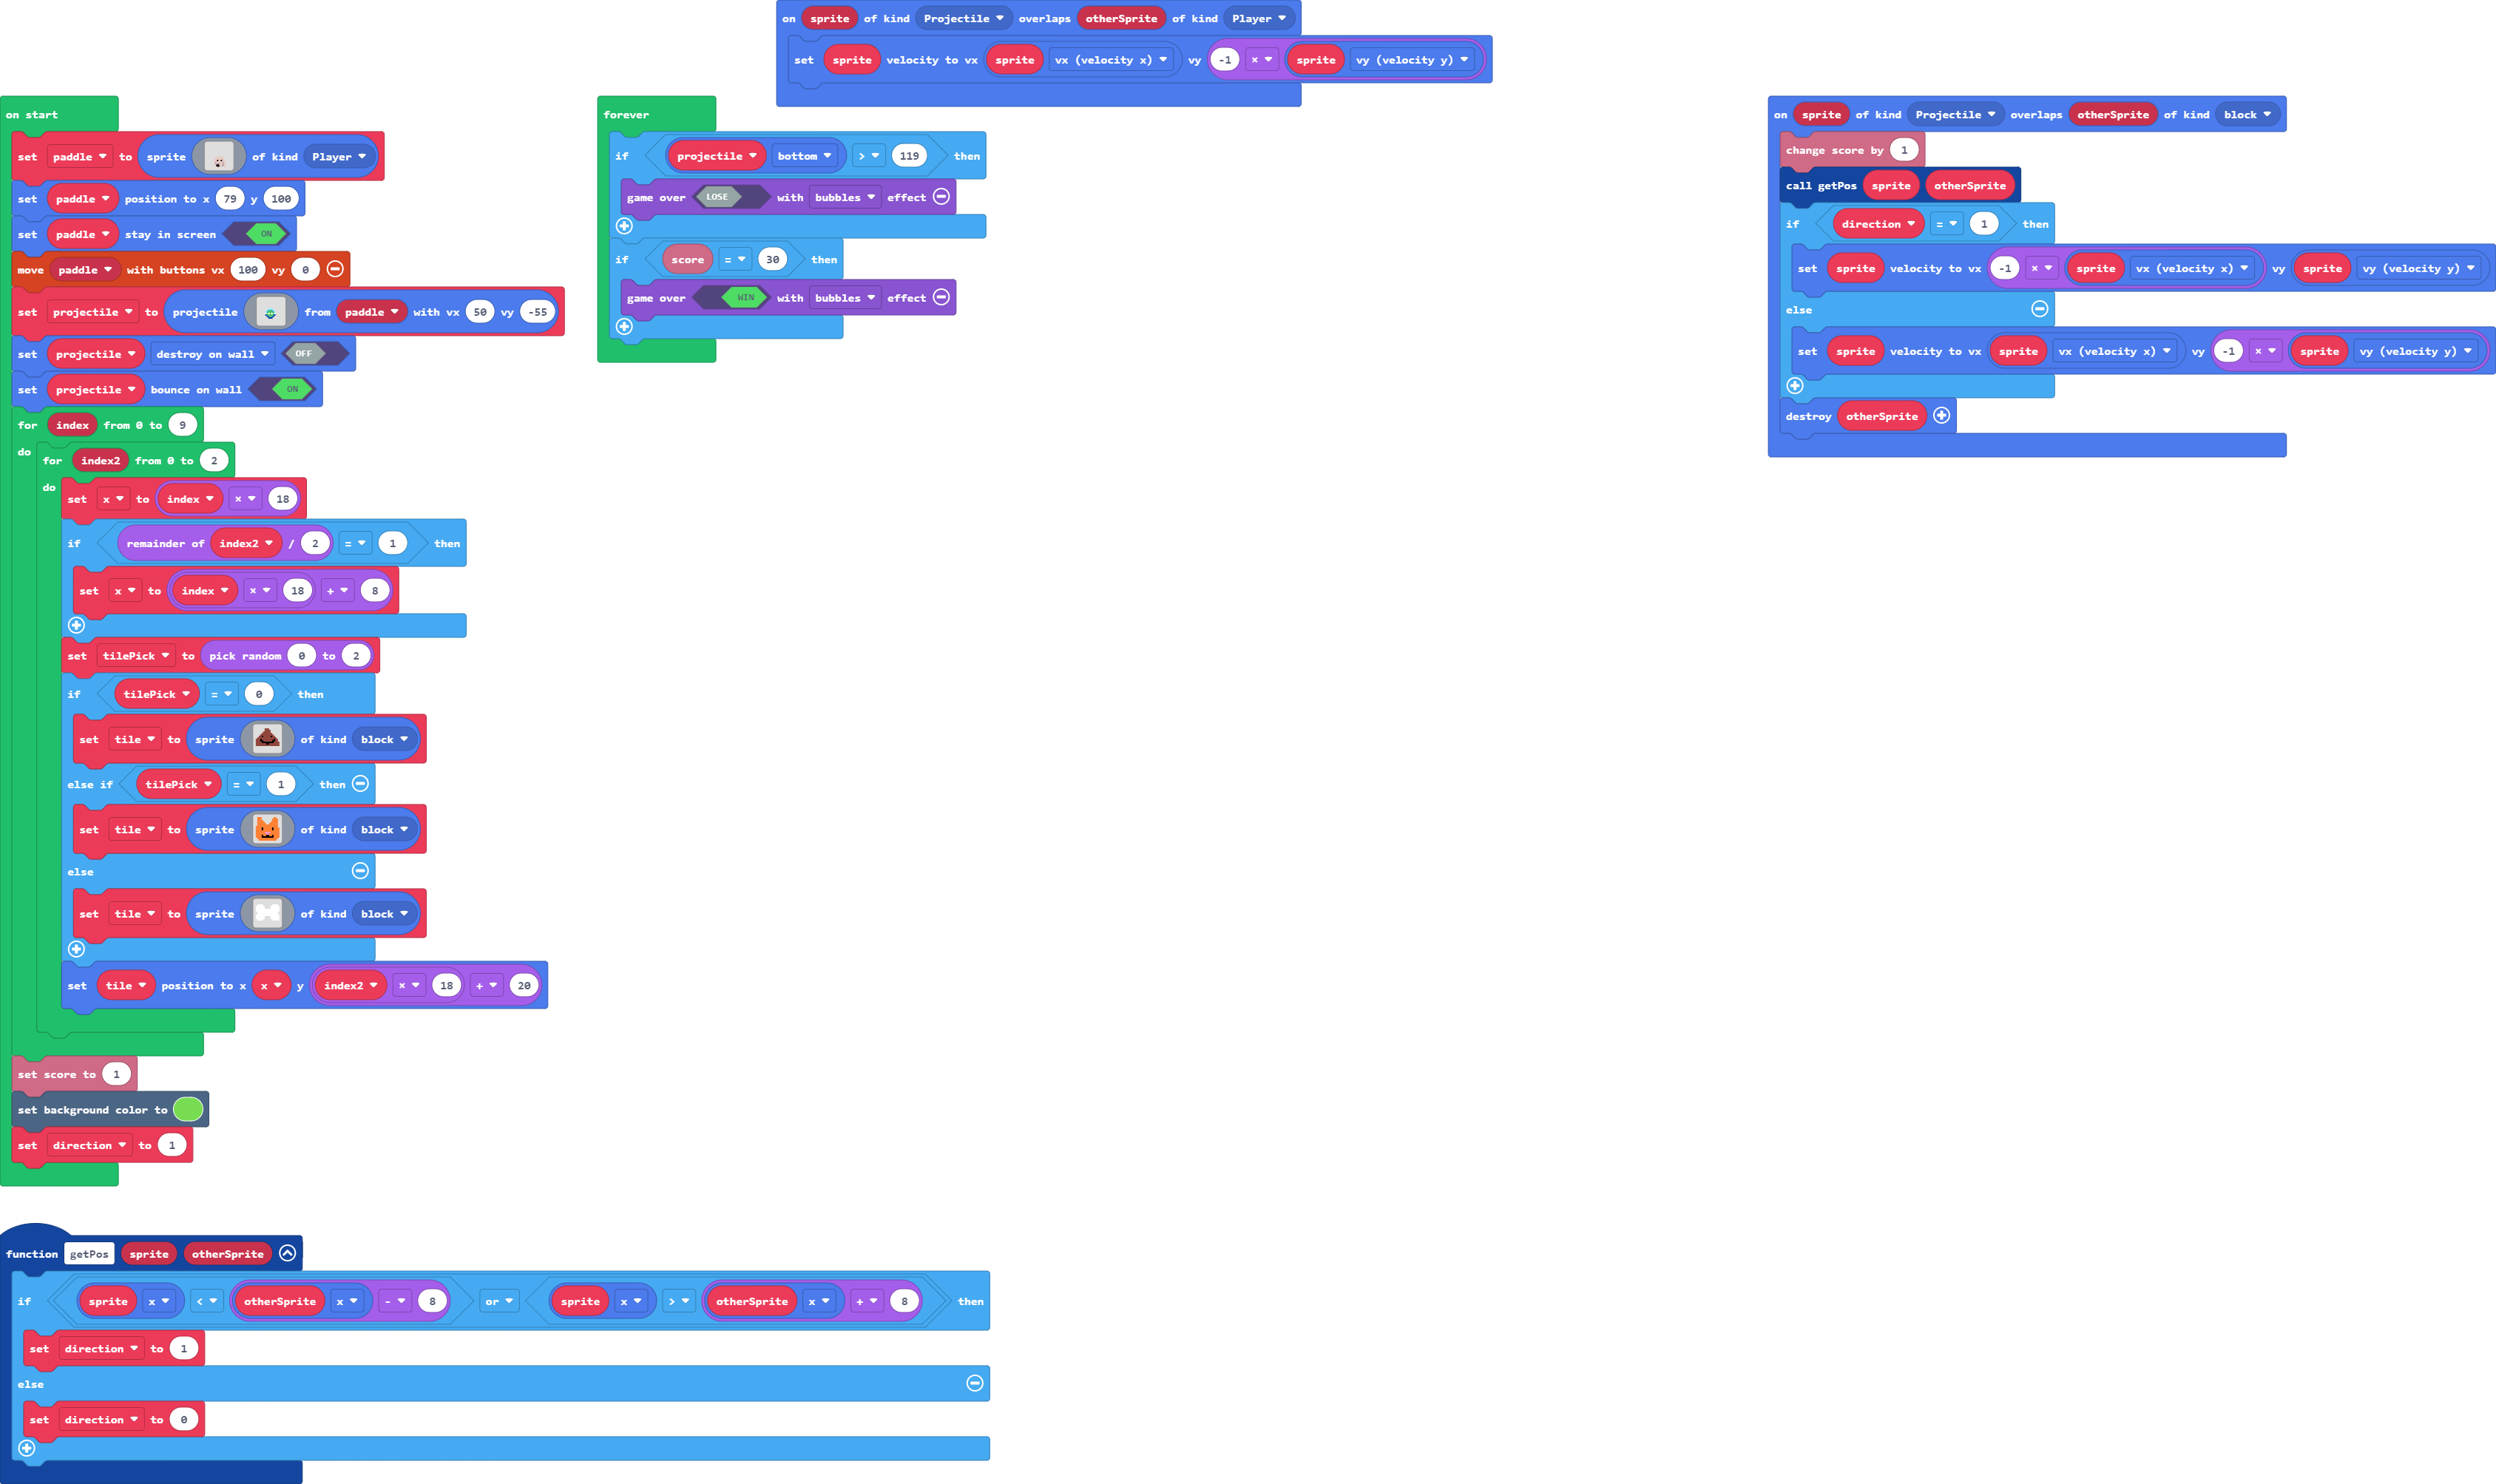 on sprite of kind Projectile overlaps otherSprite of kind Player
set sprite velocity to vx sprite vx (velocity x) vy -1 × sprite vy (velocity y)
on start
set paddle to sprite of kind Player
set paddle position to x 79 y 100
set paddle stay in screen ON
move paddle with buttons vx 100 vy 0
set projectile to projectile from paddle with vx 50 vy -55
set projectile destroy on wall OFF
set projectile bounce on wall ON
for index from 0 to 9
do
for index2 from 0 to 2
do
set x to index × 18
if remainder of index2 / 2 = 1 then
set x to index × 18 + 8
set tilePick to pick random 0 to 2
if tilePick = 0 then
set tile to sprite of kind block
else if tilePick = 1 then
set tile to sprite of kind block
else
set tile to sprite of kind block
set tile position to x x y index2 × 18 + 20
set score to 1
set background color to
set direction to 1
forever
if projectile bottom > 119 then
game over LOSE with bubbles effect
if score = 30 then
game over WIN with bubbles effect
on sprite of kind Projectile overlaps otherSprite of kind block
change score by 1
call getPos sprite otherSprite
if direction = 1 then
set sprite velocity to vx -1 × sprite vx (velocity x) vy sprite vy (velocity y)
else
set sprite velocity to vx sprite vx (velocity x) vy -1 × sprite vy (velocity y)
destroy otherSprite
function getPos sprite otherSprite
if sprite x < otherSprite x - 8 or sprite x > otherSprite x + 8 then
set direction to 1
else
set direction to 0